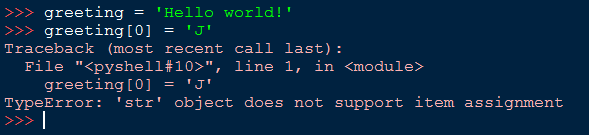 >>> greeting = 'Hello world!'
>>> greeting[0] = 'J'
Traceback (most recent call last):
  File "<pyshell#10>", line 1, in <module>
    greeting[0] = 'J'
TypeError: 'str' object does not support item assignment
>>>